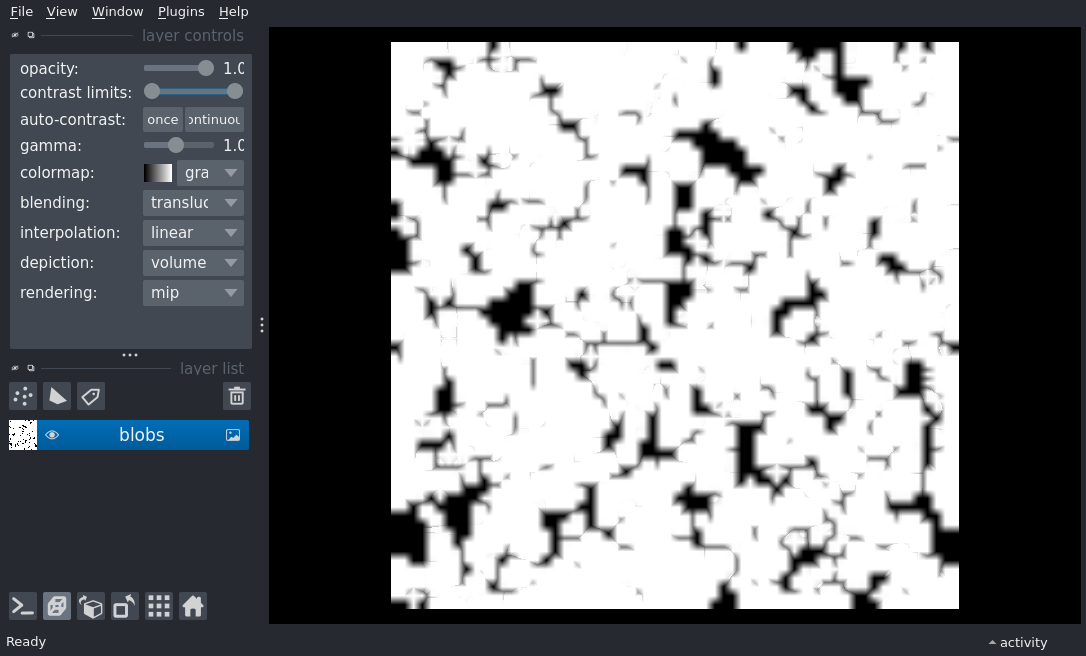 File View Window Plugins Help
layer controls
opacity: 1.0
contrast limits:
auto-contrast: once ontinuou
gamma: 1.0
colormap: gra
blending: transluc
interpolation: linear
depiction: volume
rendering: mip
layer list
blobs
Ready
activity